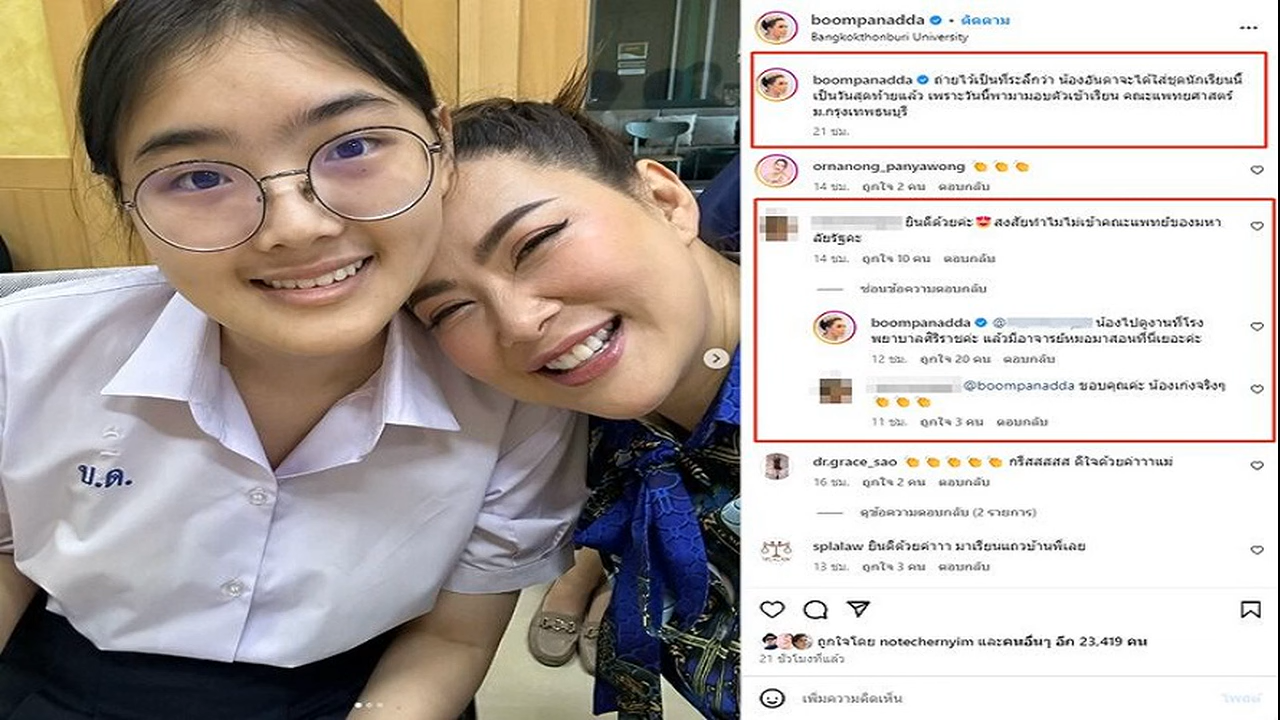 boompanadda • ติดตาม
Bangkokthonburi University
boompanadda ถ่ายไว้เป็นที่ระลึกว่า น้องอันดาจะได้ใส่ชุดนักเรียนนี้
เป็นวันสุดท้ายแล้ว เพราะวันนี้พามามอบตัวเข้าเรียน คณะแพทยศาสตร์
ม.กรุงเทพธนบุรี
21 ชม.
ornanong_panyawong 👏👏👏
14 ชม. ถูกใจ 2 คน ตอบกลับ
ยินดีด้วยค่ะ😍สงสัยทำไมไม่เข้าคณะแพทย์ของมหา
ลัยรัฐคะ
14 ชม. ถูกใจ 10 คน ตอบกลับ
ซ่อนข้อความตอบกลับ
boompanadda @ น้องไปดูงานที่โรง
พยาบาลศิริราชค่ะ แล้วมีอาจารย์หมอมาสอนที่นี่เยอะค่ะ
12 ชม. ถูกใจ 20 คน ตอบกลับ
@boompanadda ขอบคุณค่ะ น้องเก่งจริงๆ
👏👏👏
11 ชม. ถูกใจ 3 คน ตอบกลับ
dr.grace_sao 👏👏👏👏👏 กรี๊สสสสส ดีใจด้วยค่าาาแม่
16 ชม. ถูกใจ 2 คน ตอบกลับ
ดูข้อความตอบกลับ (2 รายการ)
splalaw ยินดีด้วยค่าาา มาเรียนแถวบ้านพี่เลย
13 ชม. ถูกใจ 3 คน ตอบกลับ
ถูกใจโดย notechernyim และคนอื่นๆ อีก 23,419 คน
21 ชั่วโมงที่แล้ว
เพิ่มความคิดเห็น
โพสต์
บ.ด.